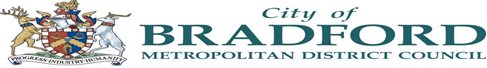 City of
BRADFORD
METROPOLITAN DISTRICT COUNCIL
PROGRESS·INDUSTRY·HUMANITY